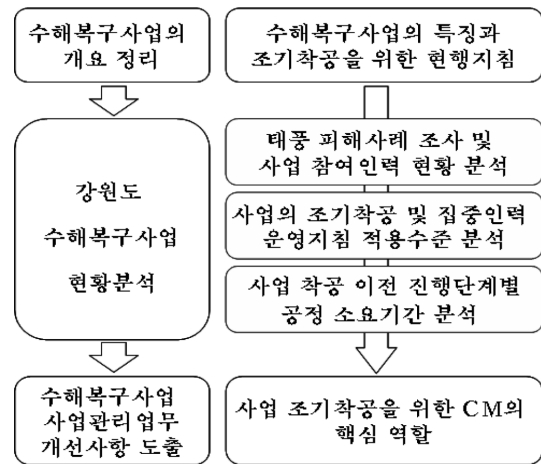 수해복구사업의
개요 정리
수해복구사업의 특징과
조기착공을 위한 현행지침
강원도
수해복구사업
현황분석
태풍 피해사례 조사 및
사업 참여인력 현황 분석
사업의 조기착공 및 집중인력
운영지침 적용수준 분석
사업 착공 이전 진행단계별
공정 소요기간 분석
수해복구사업
사업관리업무
개선사항 도출
사업 조기착공을 위한 CM의
핵심 역할